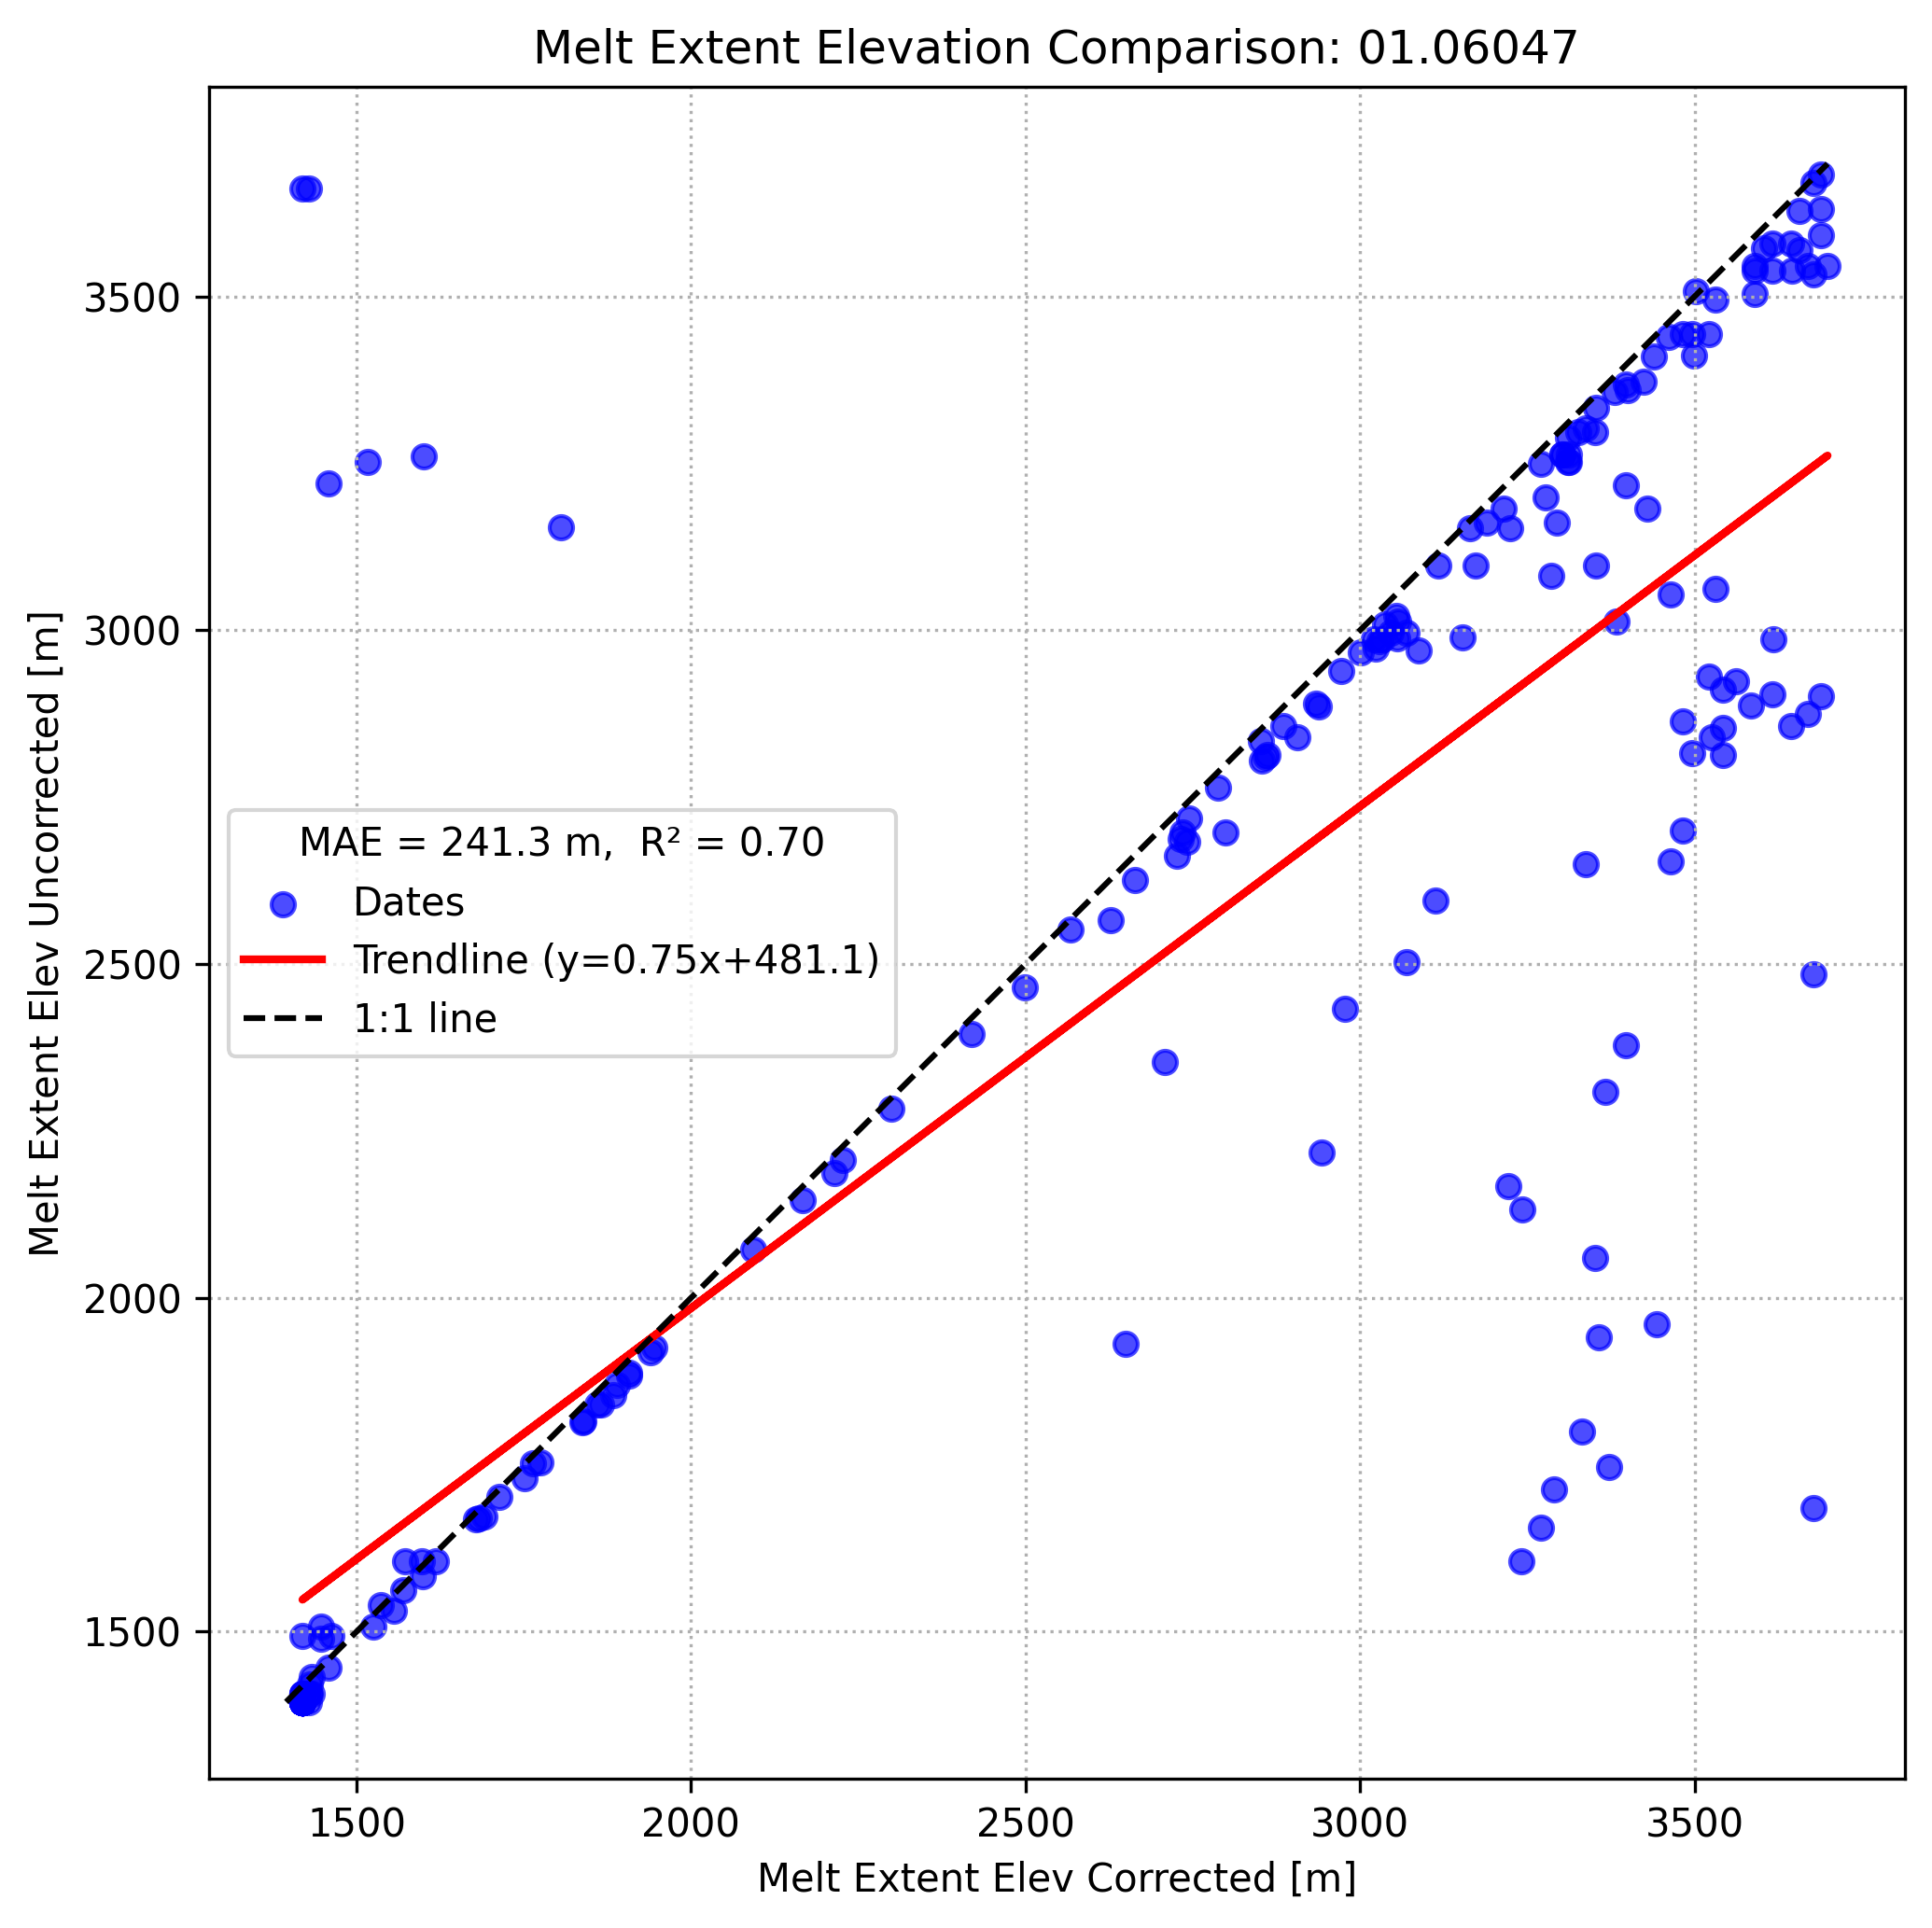 Melt Extent Elevation Comparison: 01.06047
Melt Extent Elev Uncorrected [m]
3500
3000
2500
2000
1500
MAE = 241.3 m, R² = 0.70
Dates
Trendline (y=0.75x+481.1)
1:1 line
1500
2000
2500
3000
3500
Melt Extent Elev Corrected [m]